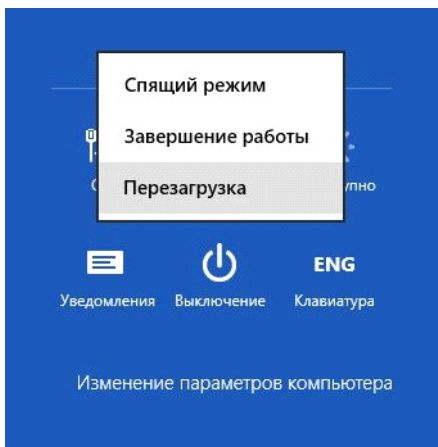 Спящий режим
Завершение работы
Перезагрузка
Уведомления Выключение Клавиатура
ENG
Изменение параметров компьютера